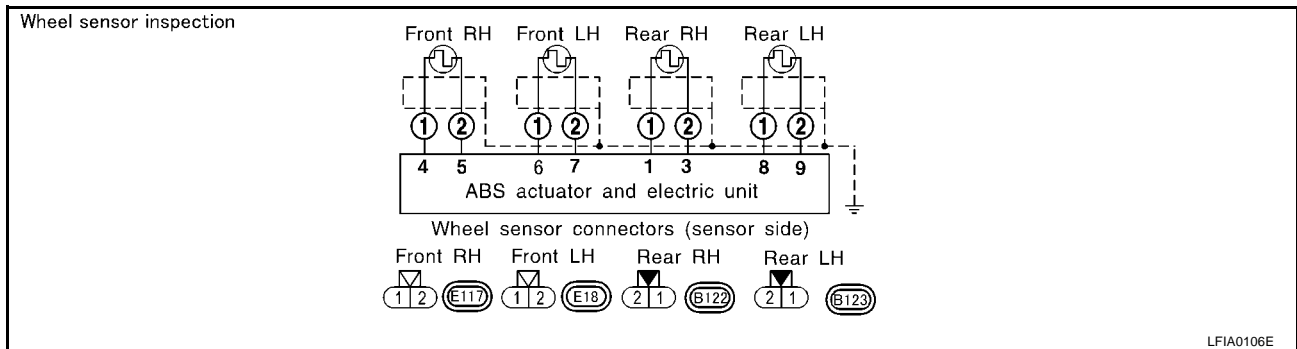 Wheel sensor inspection
Front RH Front LH Rear RH Rear LH
1 2 1 2 1 2 1 2
4 5 6 7 1 3 8 9
ABS actuator and electric unit
Wheel sensor connectors (sensor side)
Front RH Front LH Rear RH Rear LH
1 2 E117 1 2 E18 2 1 B122 2 1 B123
LFIA0106E